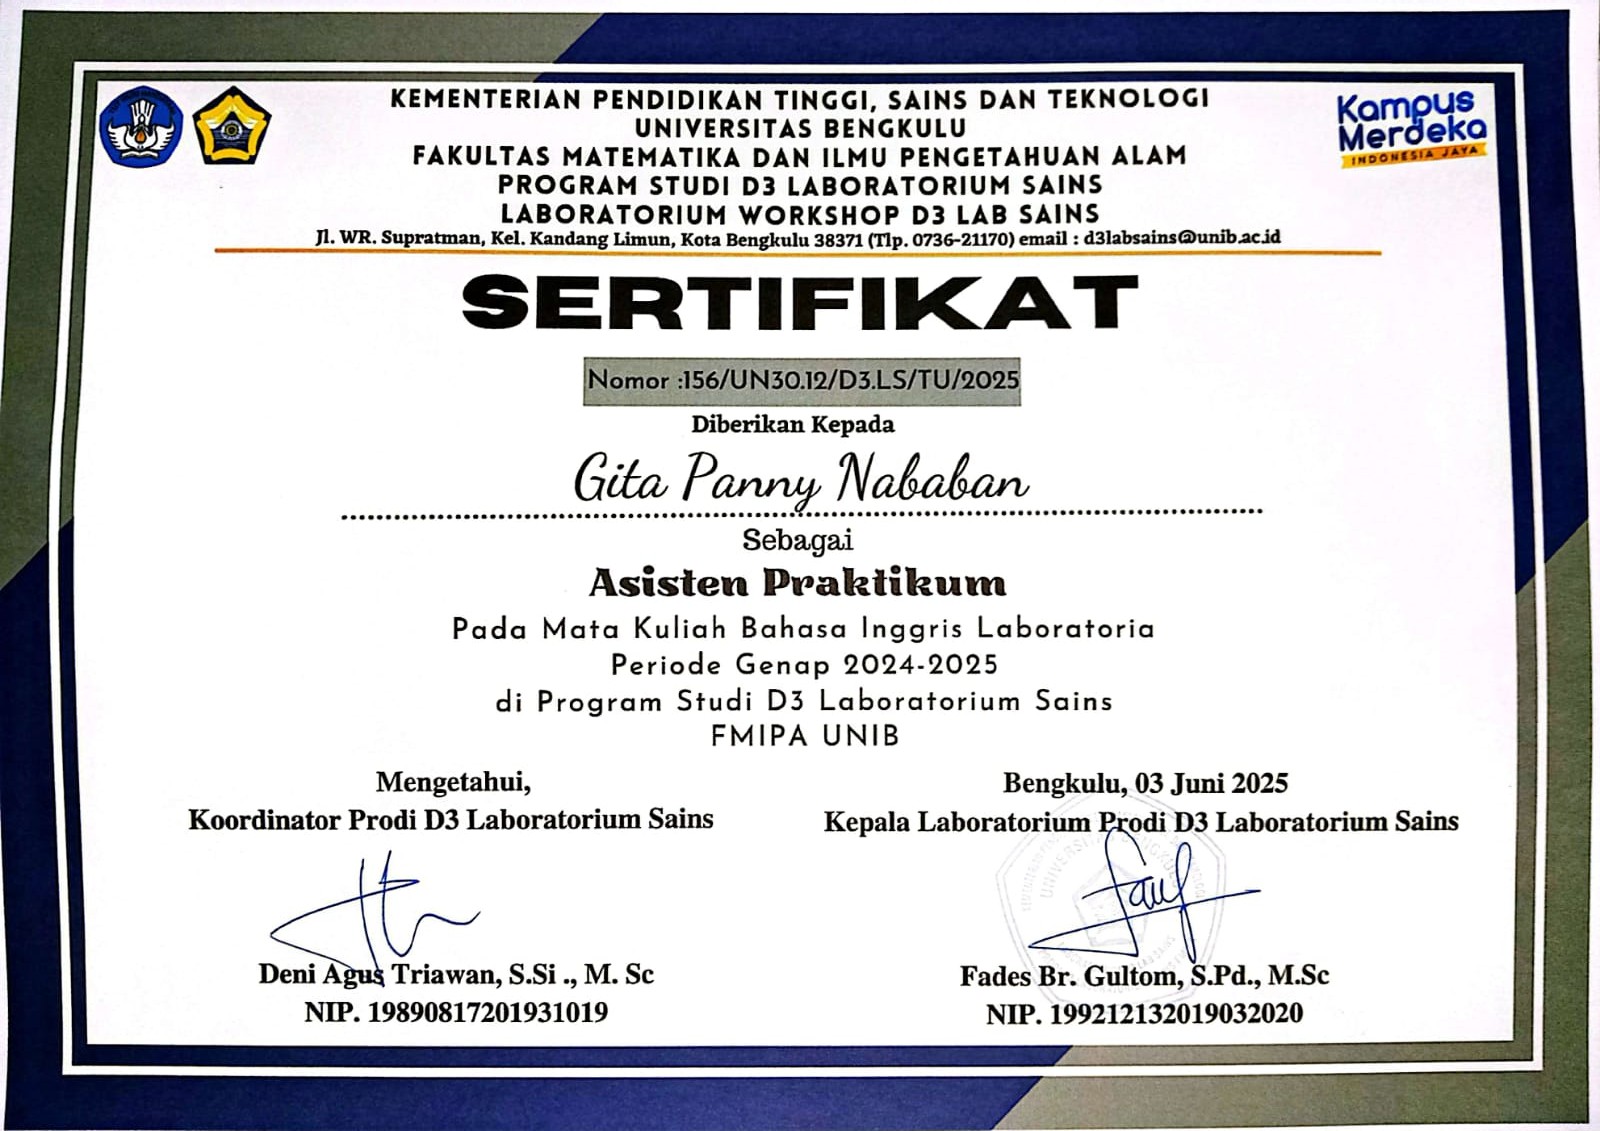 KEMENTERIAN PENDIDIKAN TINGGI, SAINS DAN TEKNOLOGI
UNIVERSITAS BENGKULU
FAKULTAS MATEMATIKA DAN ILMU PENGETAHUAN ALAM
PROGRAM STUDI D3 LABORATORIUM SAINS
LABORATORIUM WORKSHOP D3 LAB SAINS
Jl. WR. Supratman, Kel. Kandang Limun, Kota Bengkulu 38371 (Tlp. 0736-21170) email : d3labsains@unib.ac.id
Kampus
Merdeka
INDONESIA JAYA
SERTIFIKAT
Nomor :156/UN30.12/D3.LS/TU/2025
Diberikan Kepada
Gita Panny Nababan
Sebagai
Asisten Praktikum
Pada Mata Kuliah Bahasa Inggris Laboratoria
Periode Genap 2024-2025
di Program Studi D3 Laboratorium Sains
FMIPA UNIB
Mengetahui,
Koordinator Prodi D3 Laboratorium Sains
Deni Agus Triawan, S.Si ., M. Sc
NIP. 19890817201931019
Bengkulu, 03 Juni 2025
Kepala Laboratorium Prodi D3 Laboratorium Sains
UNIVERSITAS BENGKULU
Fades Br. Gultom, S.Pd., M.Sc
NIP. 199212132019032020